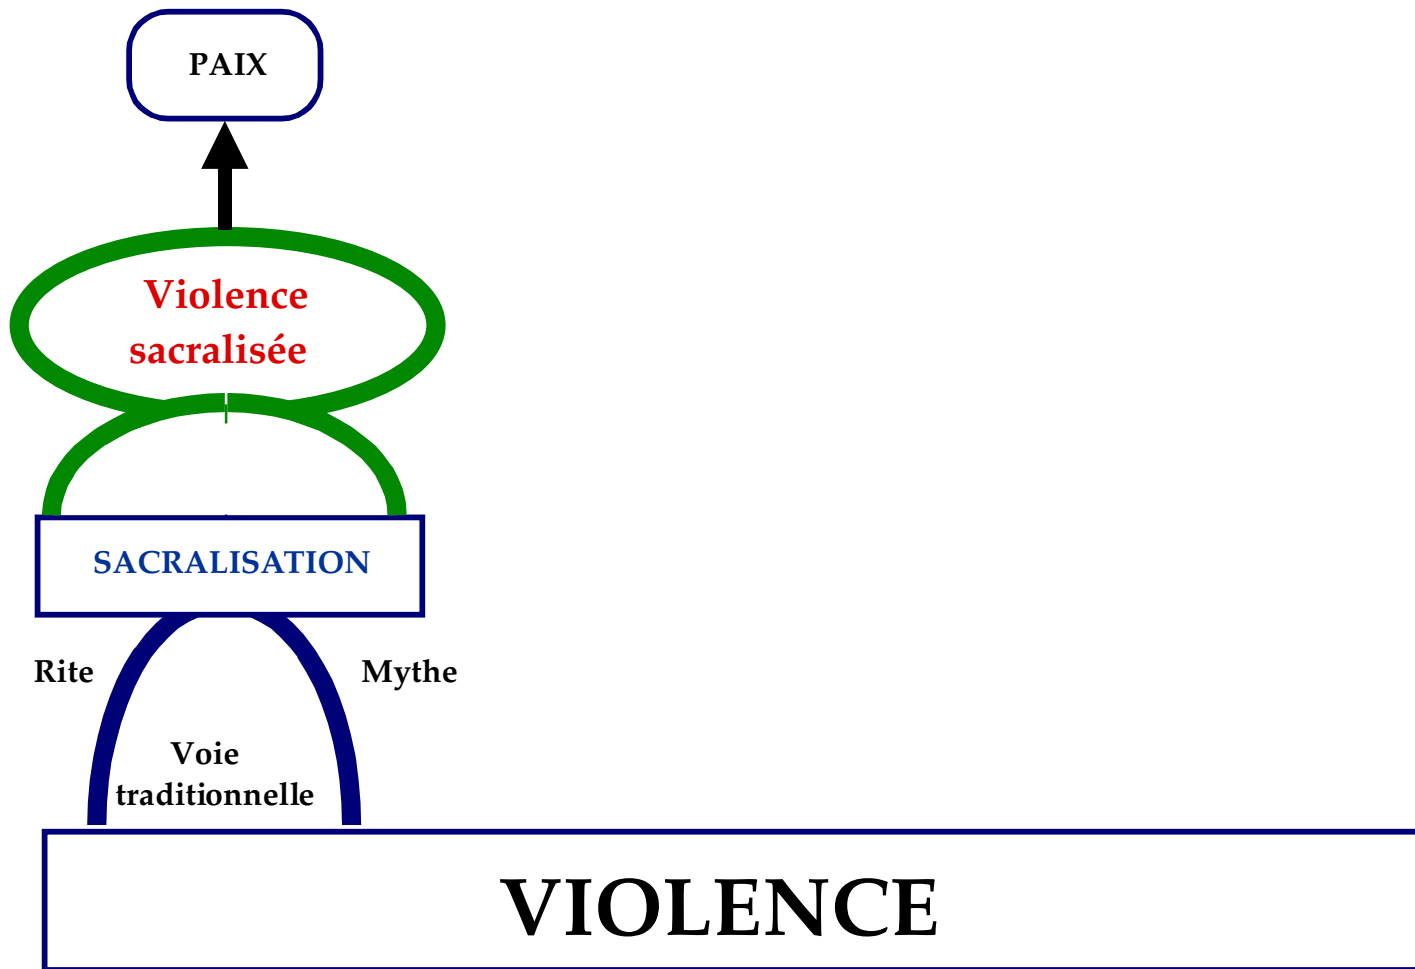 PAIX
Violence
sacralisée
SACRALISATION
Rite
Mythe
Voie
traditionnelle
VIOLENCE